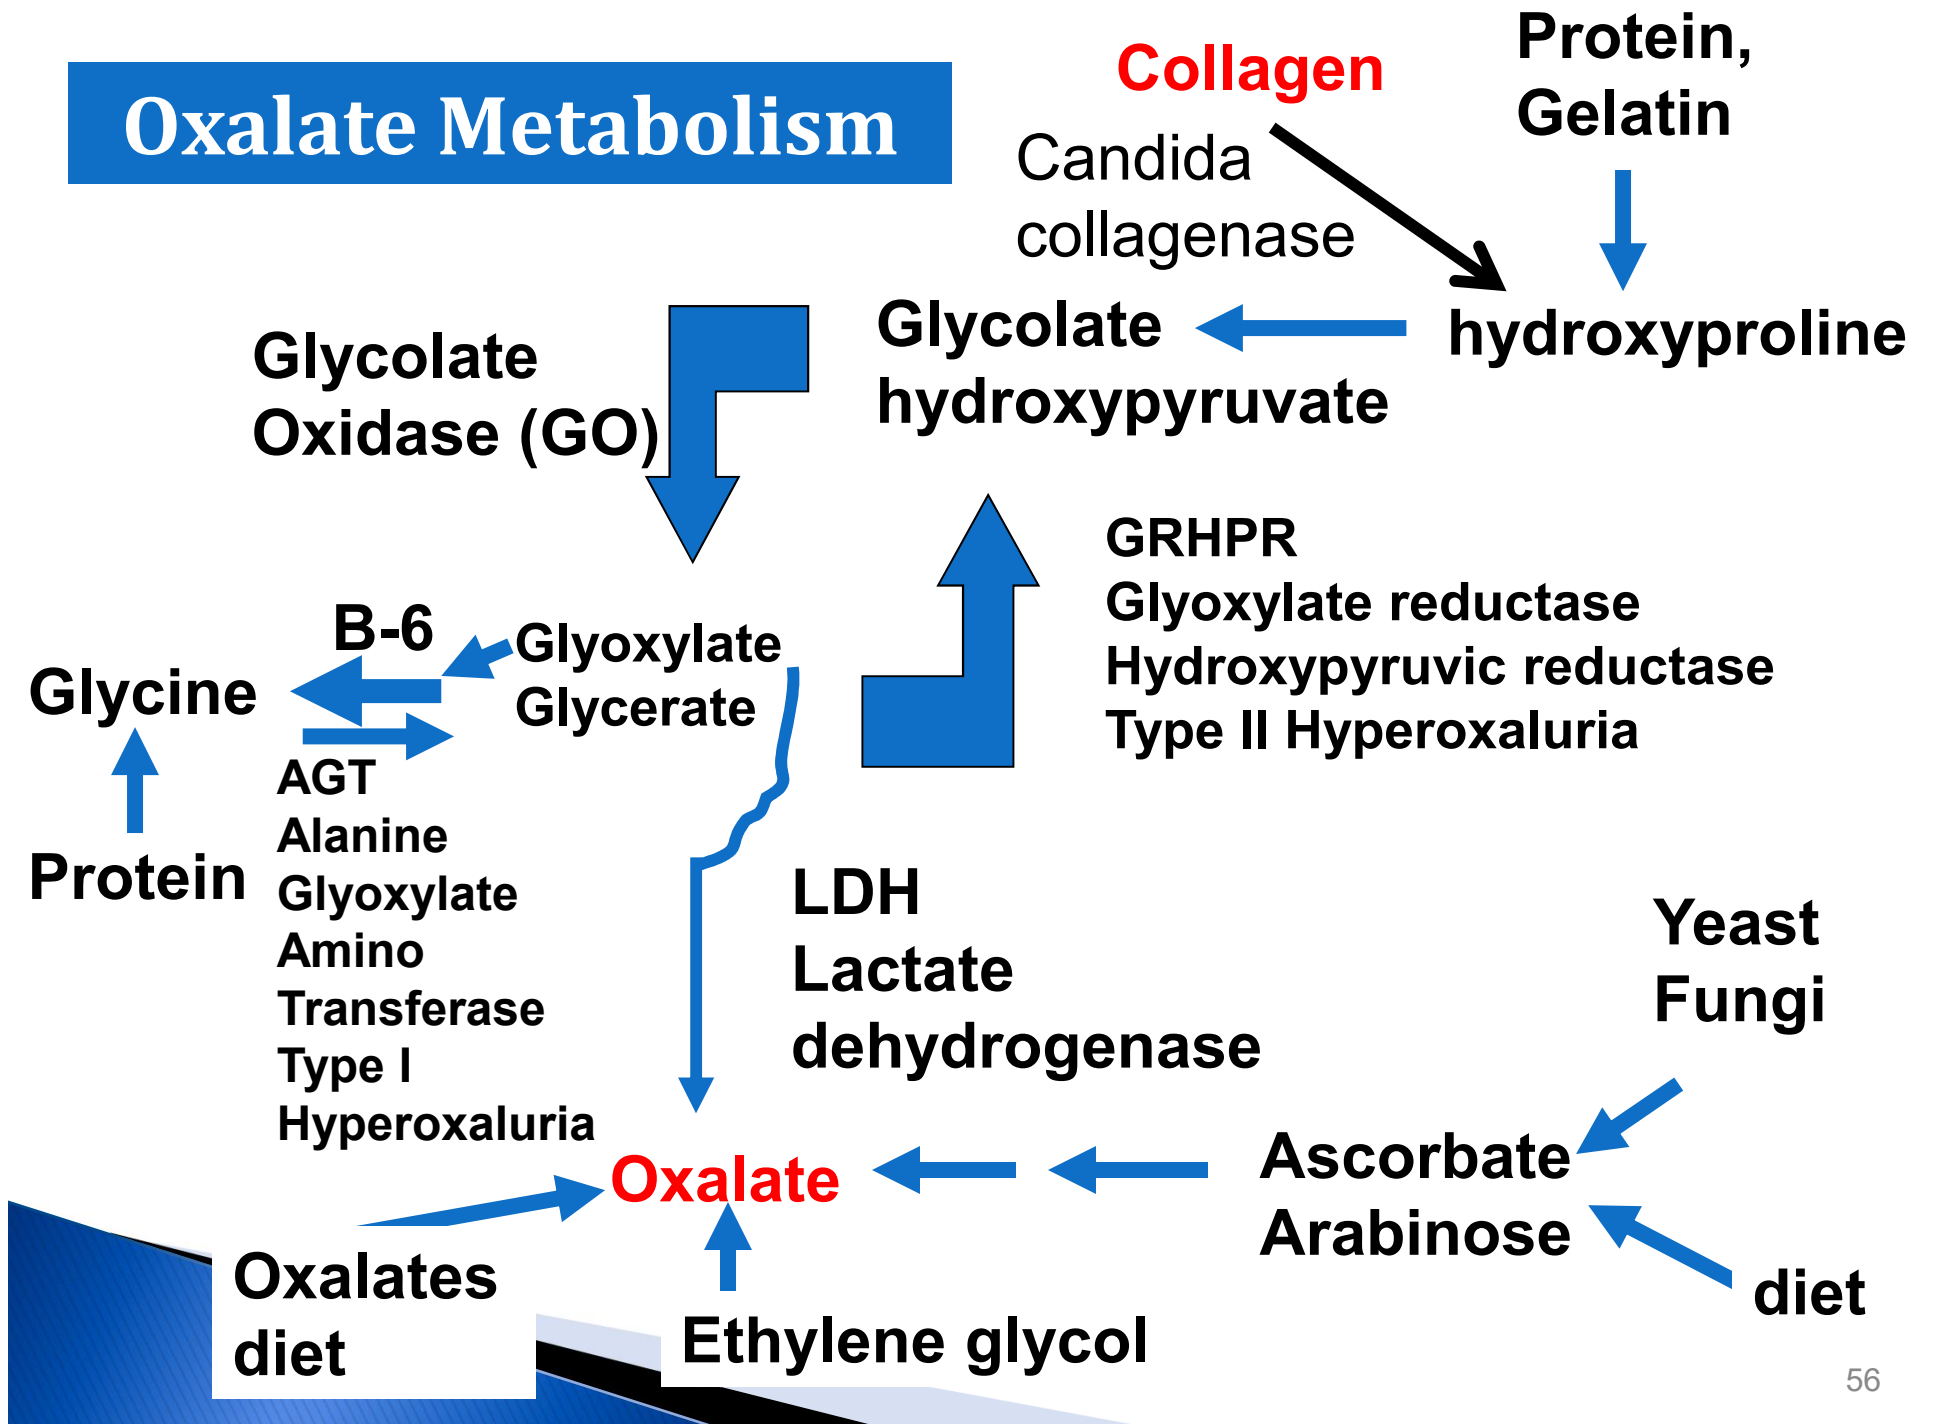 Oxalate Metabolism
Collagen
Protein,
Gelatin
Candida
collagenase
Glycolate
Oxidase (GO)
Glycolate
hydroxypyruvate
hydroxyproline
GRHPR
Glyoxylate reductase
Hydroxypyruvic reductase
Type II Hyperoxaluria
B-6
Glyoxylate
Glycerate
Glycine
Protein
AGT
Alanine
Glyoxylate
Amino
Transferase
Type I
Hyperoxaluria
LDH
Lactate
dehydrogenase
Yeast
Fungi
Oxalate
Ascorbate
Arabinose
Oxalates
diet
Ethylene glycol
diet
56